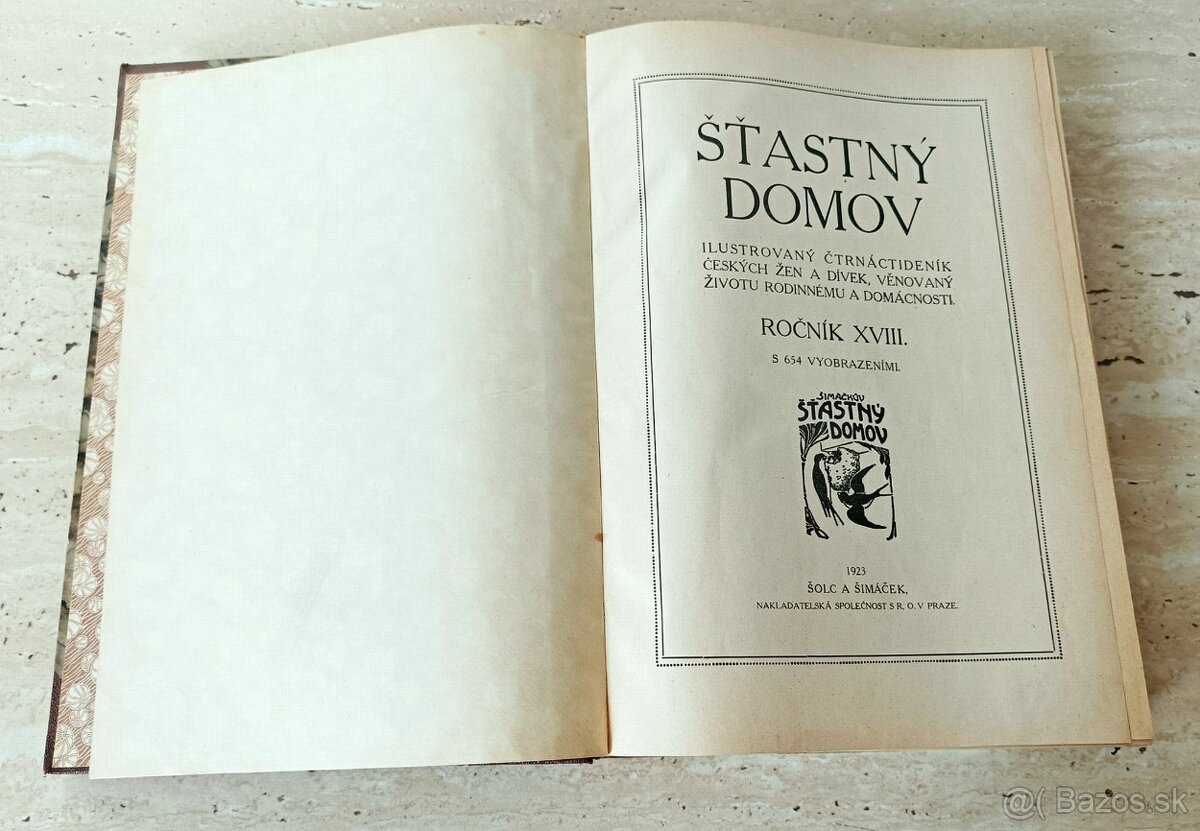 ŠŤASTNÝ
DOMOV
ILUSTROVANÝ ČTRNÁCTIDENÍK
ČESKÝCH ŽEN A DÍVEK, VĚNOVANÝ
ŽIVOTU RODINNÉMU A DOMÁCNOSTI.
ROČNÍK XVIII.
S 654 VYOBRAZENÍMI.
ŠIMÁČKŮV
ŠŤASTNÝ
DOMOV
1923
ŠOLC A ŠIMÁČEK,
NAKLADATELSKÁ SPOLEČNOST S R. O. V PRAZE.
@( Bazos.sk